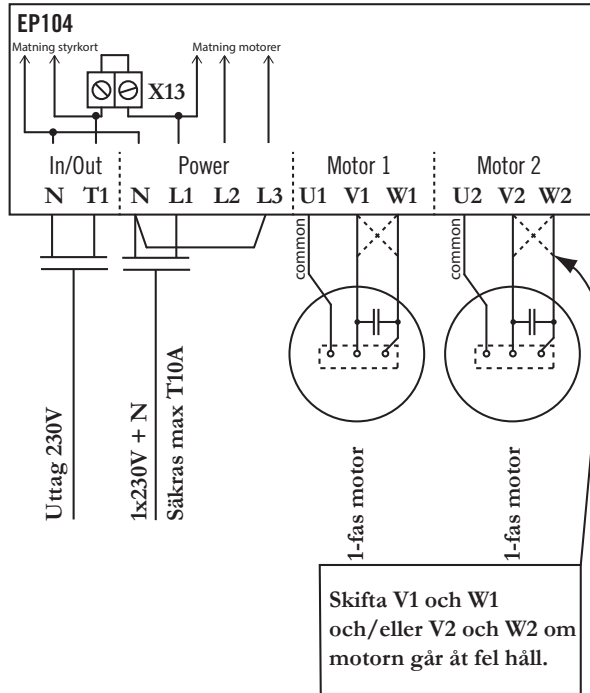 EP104
Matning styrkort
Matning motorer
X13
In/Out
Power
Motor 1
Motor 2
N T1 N L1 L2 L3 U1 V1 W1 U2 V2 W2
common
common
Uttag 230V
1x230V + N
Säkras max T10A
1-fas motor
1-fas motor
Skifta V1 och W1
och/eller V2 och W2 om
motorn går åt fel håll.